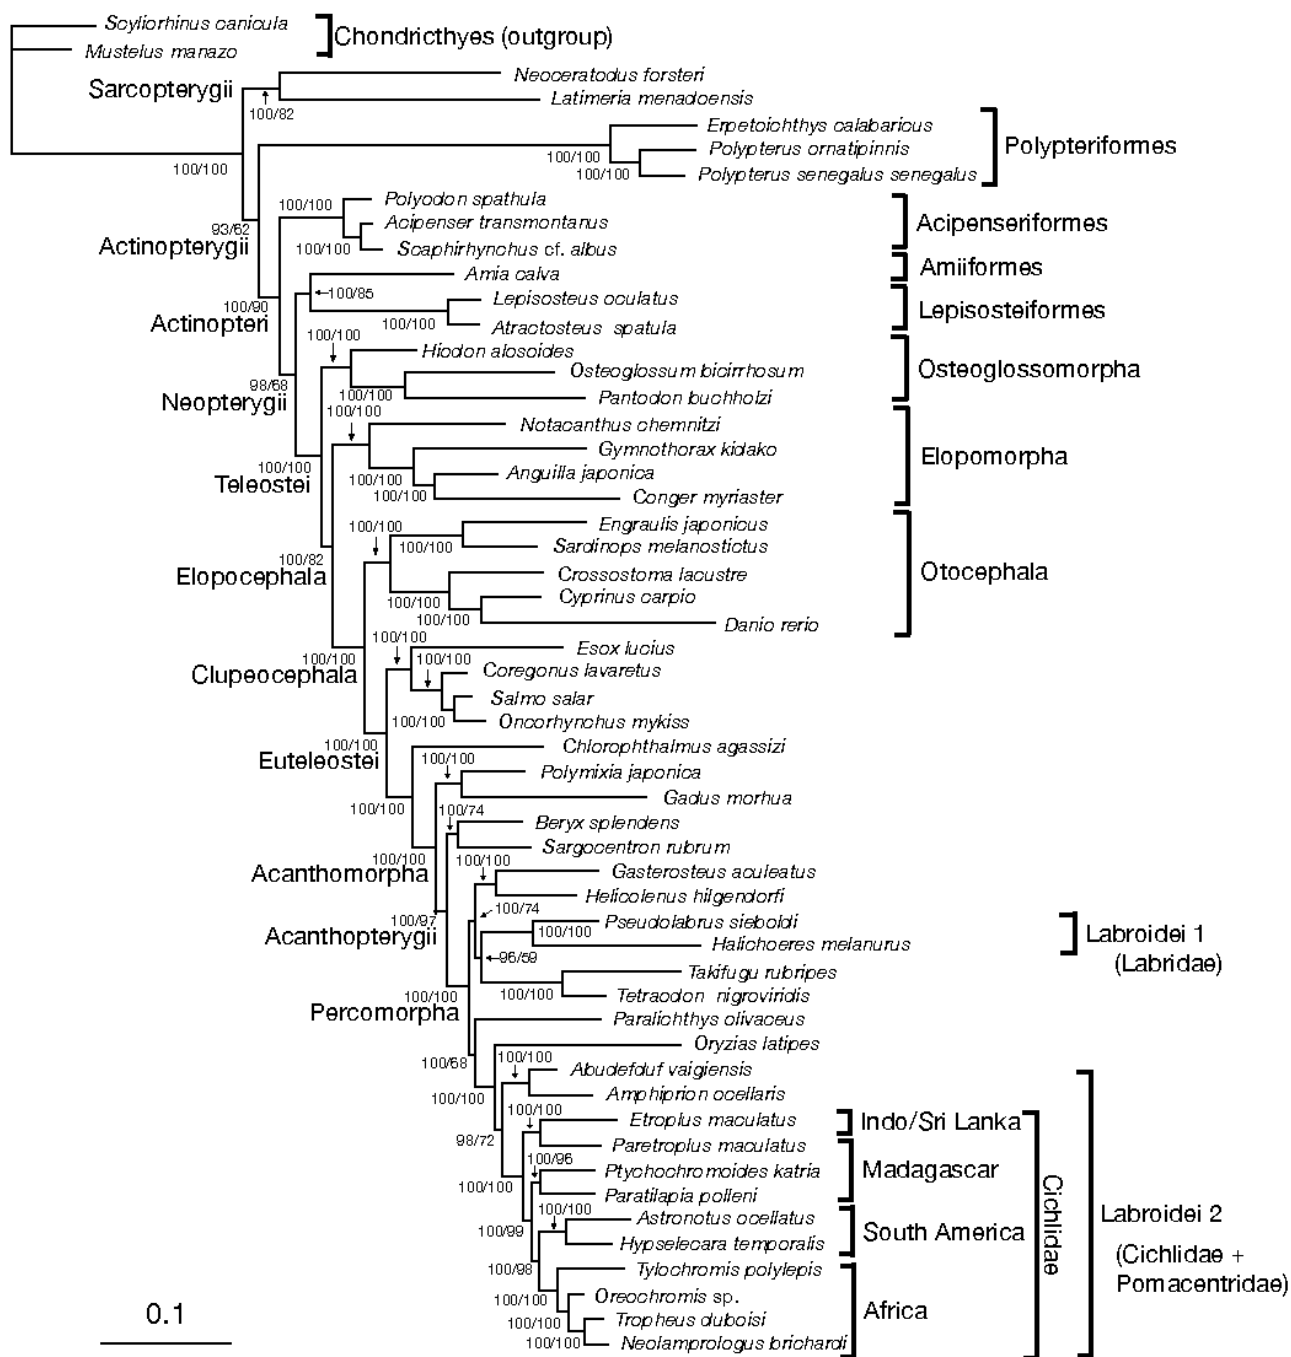 Scyliorhinus canicula
Mustelus manazo
Chondricthyes (outgroup)
Sarcopterygii
Neoceratodus forsteri
Latimeria menadoensis
100/82
Erpetoichthys calabaricus
Polypterus ornatipinnis
Polypteriformes
100/100
100/100
100/100
Polypterus senegalus senegalus
Polyodon spathula
100/100
Acipenser transmontanus
Acipenseriformes
93/62
Actinopterygii
100/100
Scaphirhynchus cf. albus
Amia calva
Amiiformes
100/85
Lepisosteus oculatus
100/90
Actinopteri
Lepisosteiformes
100/100
Atractosteus spatula
100/100
Hiodon alosoides
Osteoglossum bicirrhosum
Osteoglossomorpha
98/68
Neopterygii
100/100
Pantodon buchholzi
100/100
Notacanthus chemnitzi
Gymnothorax kidako
Elopomorpha
100/100
Teleostei
100/100
Anguilla japonica
100/100
Conger myriaster
100/100
Engraulis japonicus
100/100
Sardinops melanostictus
100/82
Elopocephala
Crossostoma lacustre
Otocephala
100/100
Cyprinus carpio
100/100
Danio rerio
100/100
Esox lucius
100/100
100/100
Clupeocephala
Coregonus lavaretus
Salmo salar
100/100
Oncorhynchus mykiss
100/100
Euteleostei
Chlorophthalmus agassizi
100/100
Polymixia japonica
Gadus morhua
100/100
100/74
Beryx splendens
Sargocentron rubrum
100/100
Acanthomorpha
100/100
Gasterosteus aculeatus
Helicolenus hilgendorfi
100/74
100/97
Acanthopterygii
Pseudolabrus sieboldi
100/100
Halichoeres melanurus
Labroidei 1
(Labridae)
96/59
Takifugu rubripes
100/100
Tetraodon nigroviridis
100/100
Percomorpha
Paralichthys olivaceus
Oryzias latipes
100/68
100/100
Abudefduf vaigiensis
100/100
Amphiprion ocellaris
100/100
Etroplus maculatus
Indo/Sri Lanka
98/72
Paretroplus maculatus
100/96
Ptychochromoides katria
Madagascar
100/100
Paratilapia polleni
100/100
Astronotus ocellatus
South America
100/99
Hypselecara temporalis
Cichlidae
Labroidei 2
(Cichlidae +
Pomacentridae)
100/98
Tylochromis polylepis
100/100
Oreochromis sp.
Africa
100/100
Tropheus duboisi
100/100
Neolamprologus brichardi
0.1